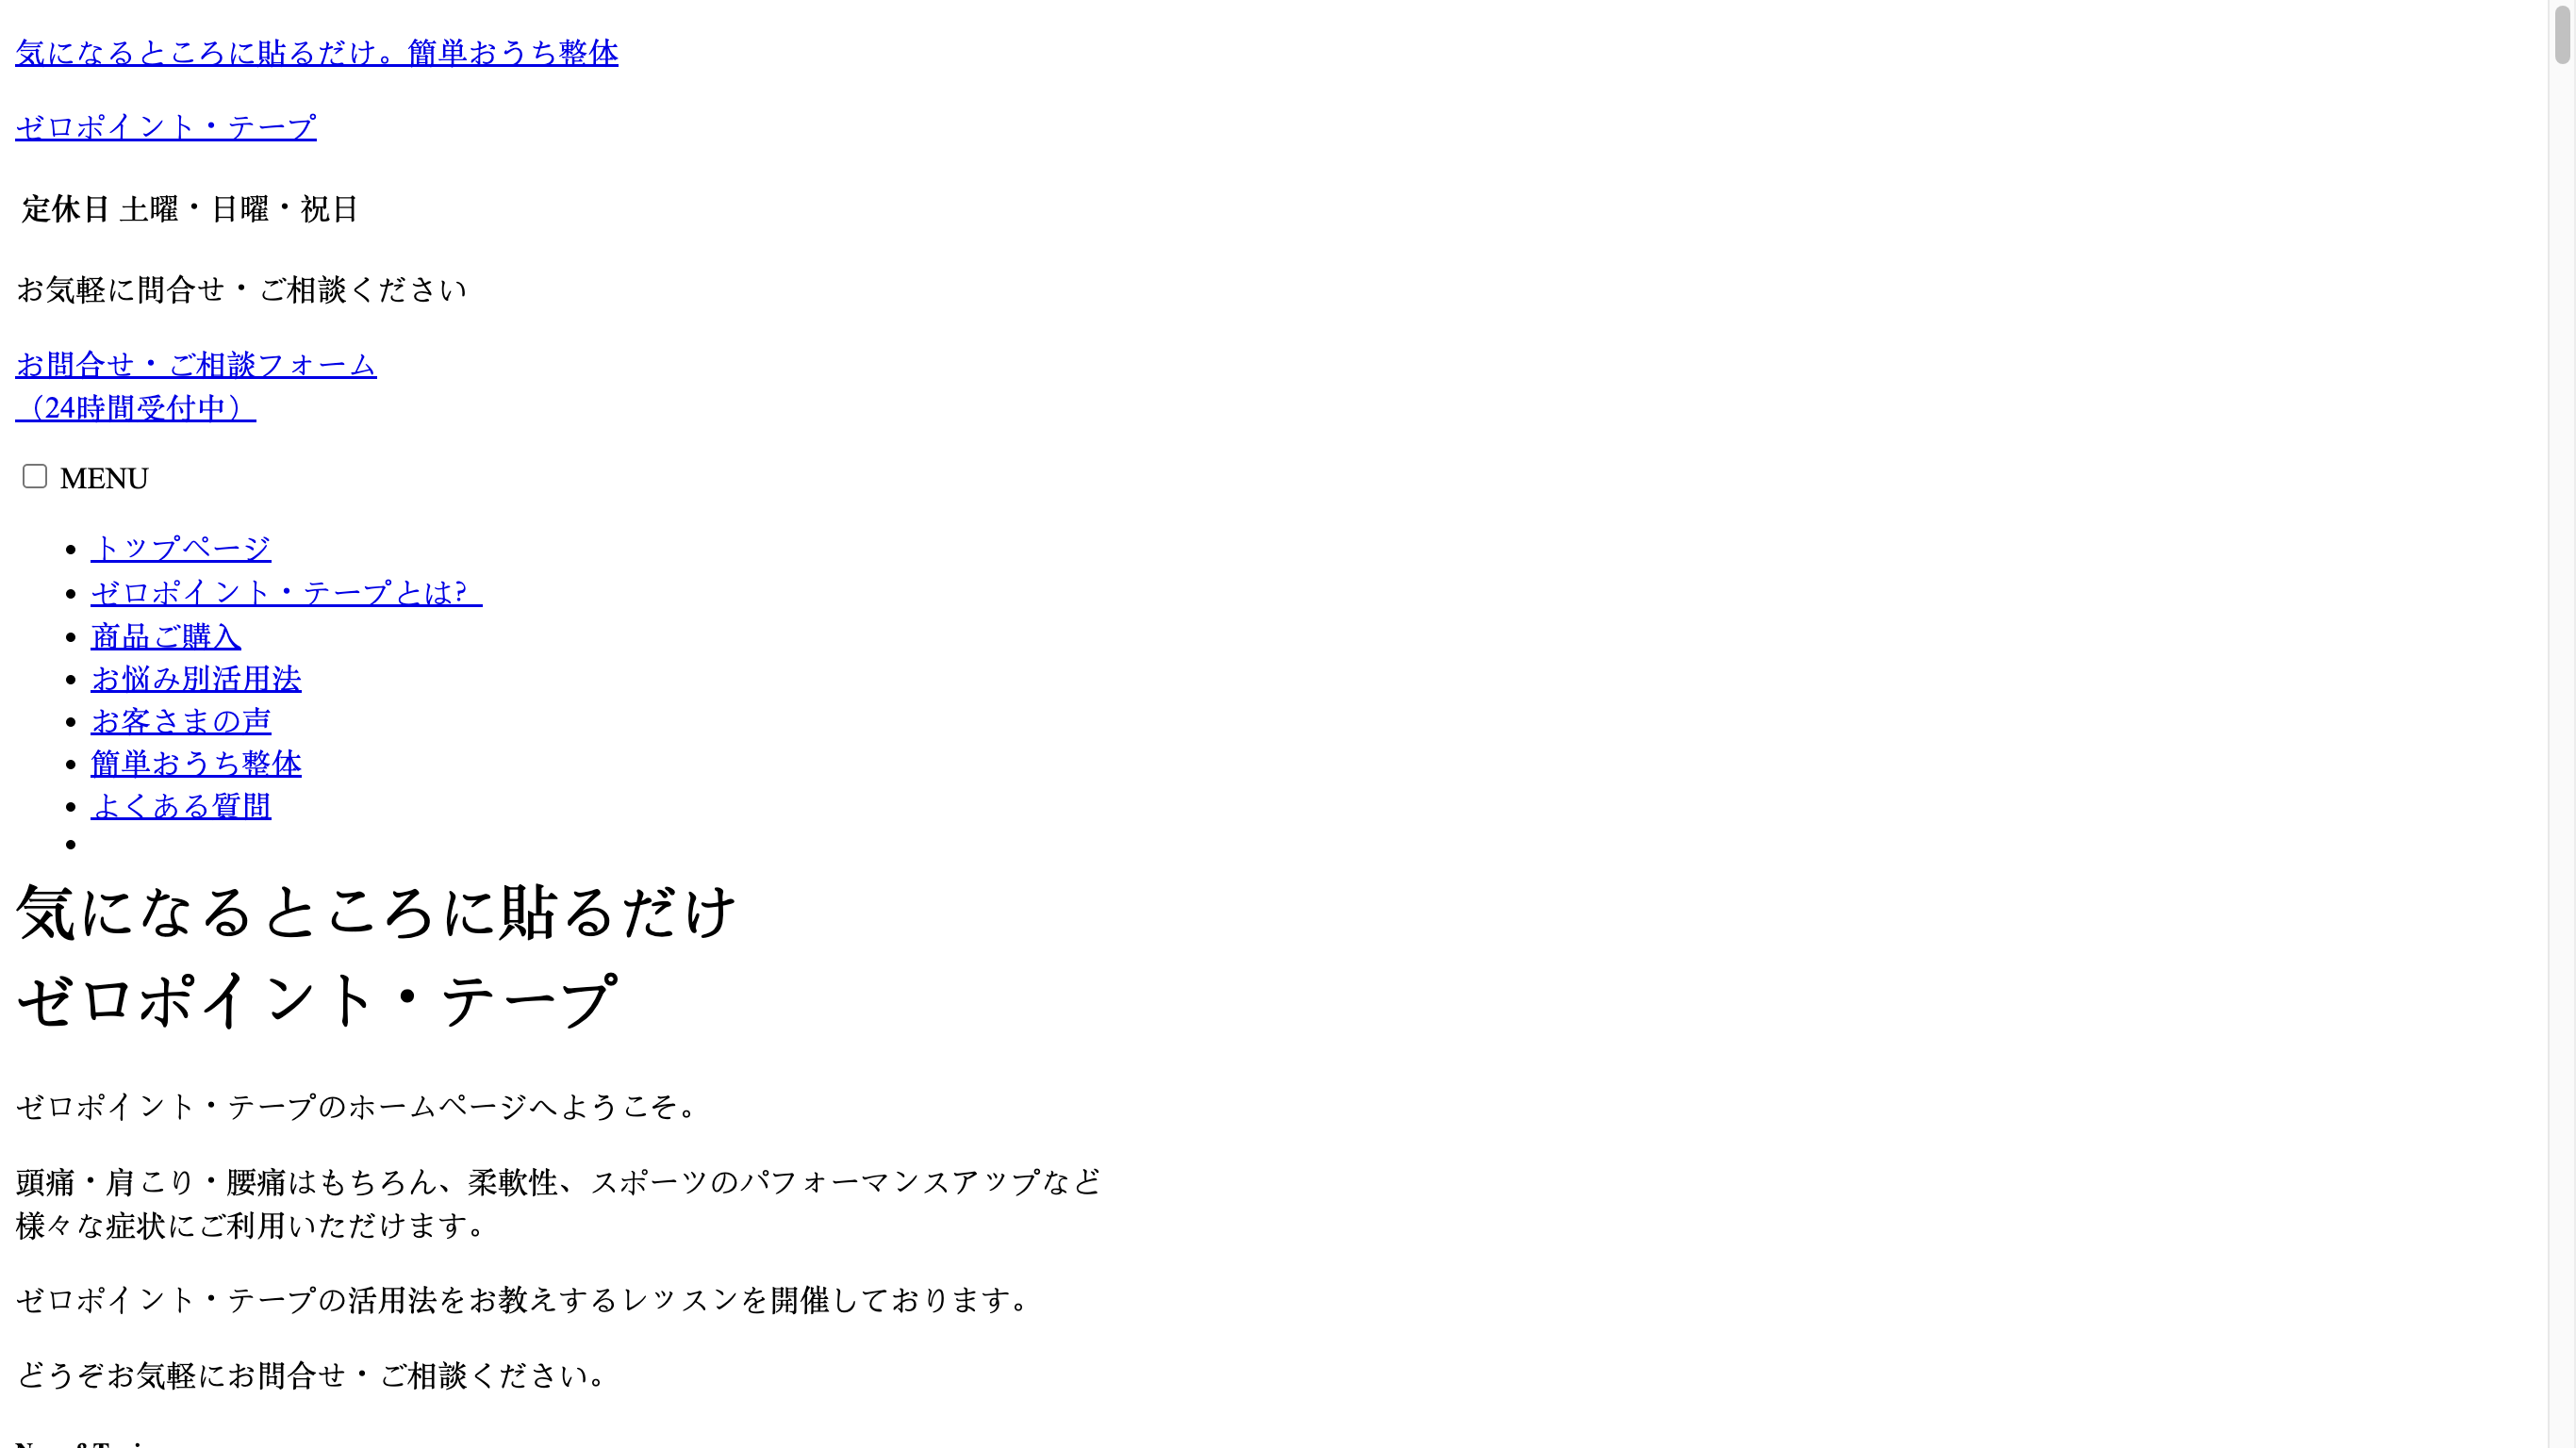 気になるところに貼るだけ。簡単おうち整体
ゼロポイント・テープ
定休日 土曜・日曜・祝日
お気軽に問合せ・ご相談ください
お問合せ・ご相談フォーム
（24時間受付中）
MENU
トップページ
ゼロポイント・テープとは?
商品ご購入
お悩み別活用法
お客さまの声
簡単おうち整体
よくある質問
気になるところに貼るだけ
ゼロポイント・テープ
ゼロポイント・テープのホームページへようこそ。
頭痛・肩こり・腰痛はもちろん、柔軟性、スポーツのパフォーマンスアップなど
様々な症状にご利用いただけます。
ゼロポイント・テープの活用法をお教えするレッスンを開催しております。
どうぞお気軽にお問合せ・ご相談ください。